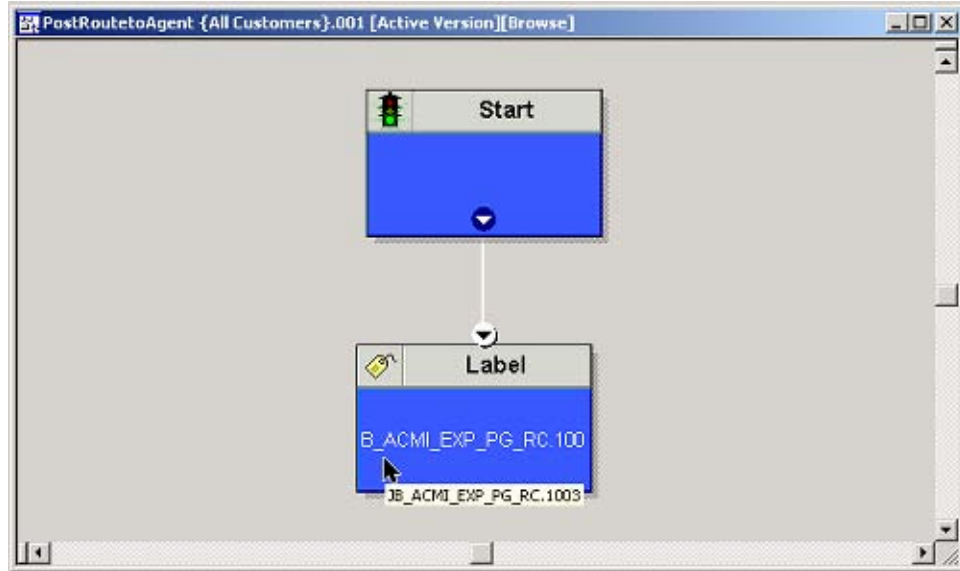 PostRoutetoAgent {All Customers}.001 [Active Version][Browse]
Start
Label
B_ACMI_EXP_PG_RC.100
JB_ACMI_EXP_PG_RC.1003